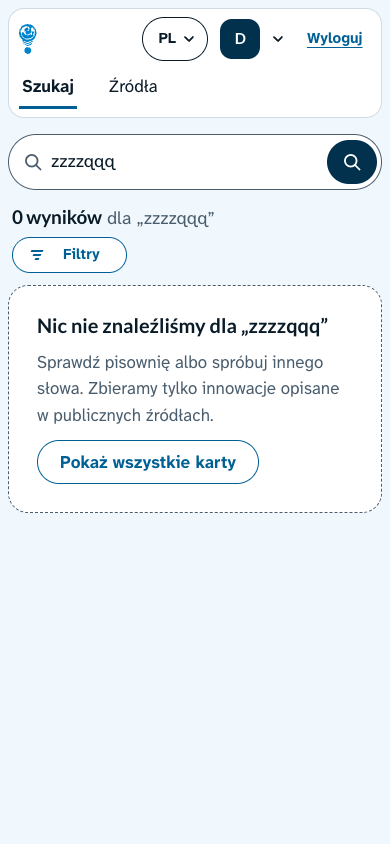 PL
D
Wyloguj
Szukaj
Źródła
zzzzqqq
0 wyników dla „zzzzqqq”
Filtry
Nic nie znaleźliśmy dla „zzzzqqq”
Sprawdź pisownię albo spróbuj innego
słowa. Zbieramy tylko innowacje opisane
w publicznych źródłach.
Pokaż wszystkie karty